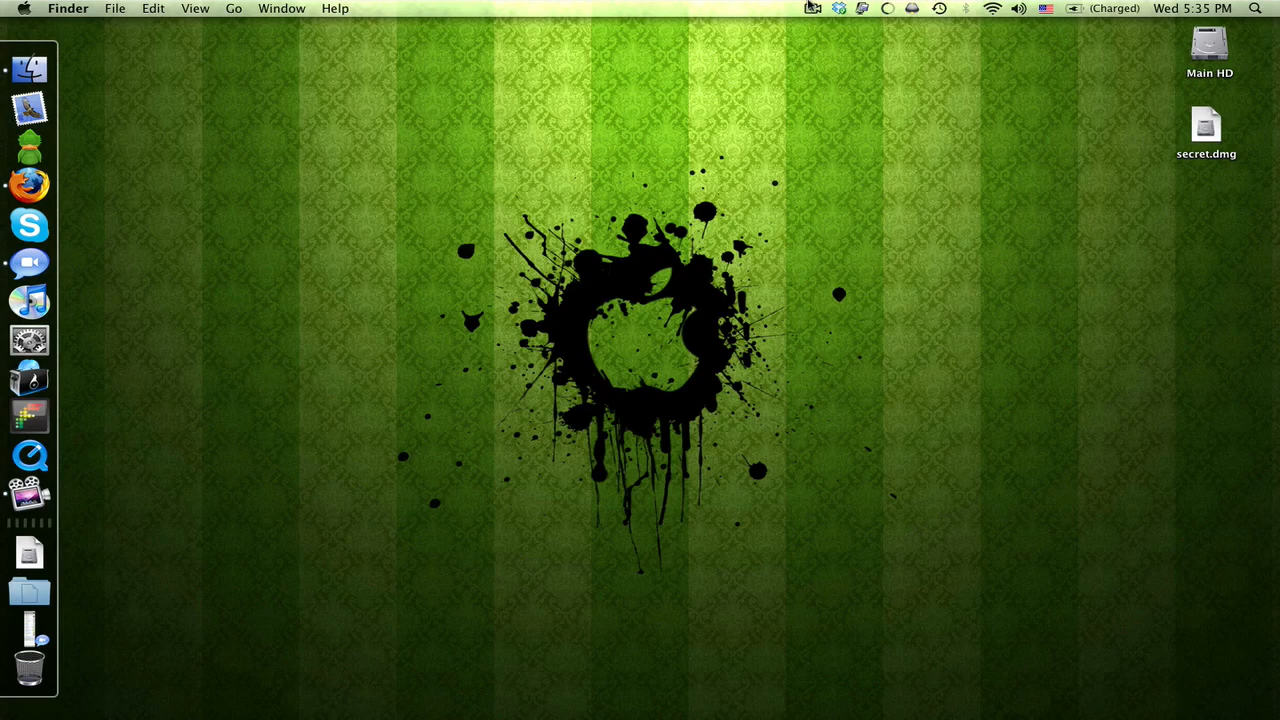 Finder File Edit View Go Window Help (Charged) Wed 5:35 PM
Main HD
secret.dmg